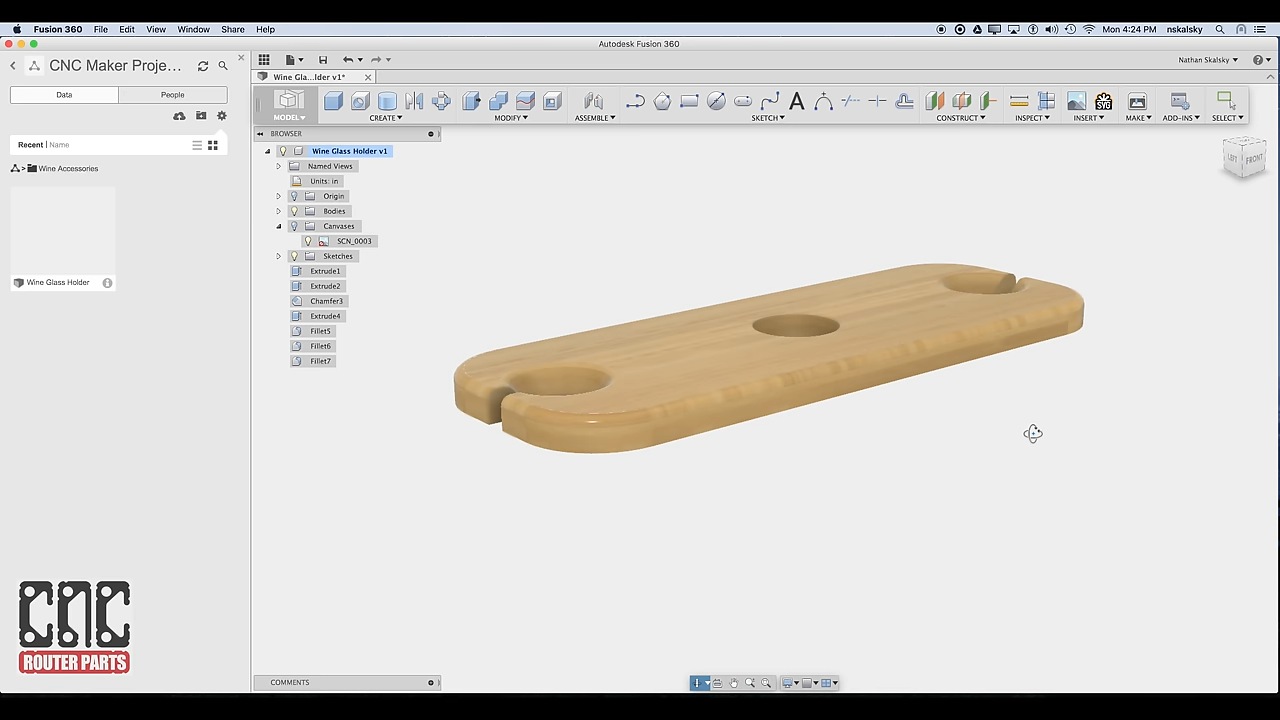 Fusion 360 File Edit View Window Share Help Mon 4:24 PM nskalsky
Autodesk Fusion 360
CNC Maker Proje...
Nathan Skalsky
Wine Gla...lder v1*
Data People
MODEL CREATE MODIFY ASSEMBLE SKETCH CONSTRUCT INSPECT INSERT MAKE ADD-INS SELECT
SVG
BROWSER
Recent Name
Wine Glass Holder v1
LEFT FRONT
Named Views
Wine Accessories
Units: in
Origin
Bodies
Canvases
SCN_0003
Sketches
Extrude1
Wine Glass Holder
Extrude2
Chamfer3
Extrude4
Fillet5
Fillet6
Fillet7
CNC
ROUTER PARTS
COMMENTS